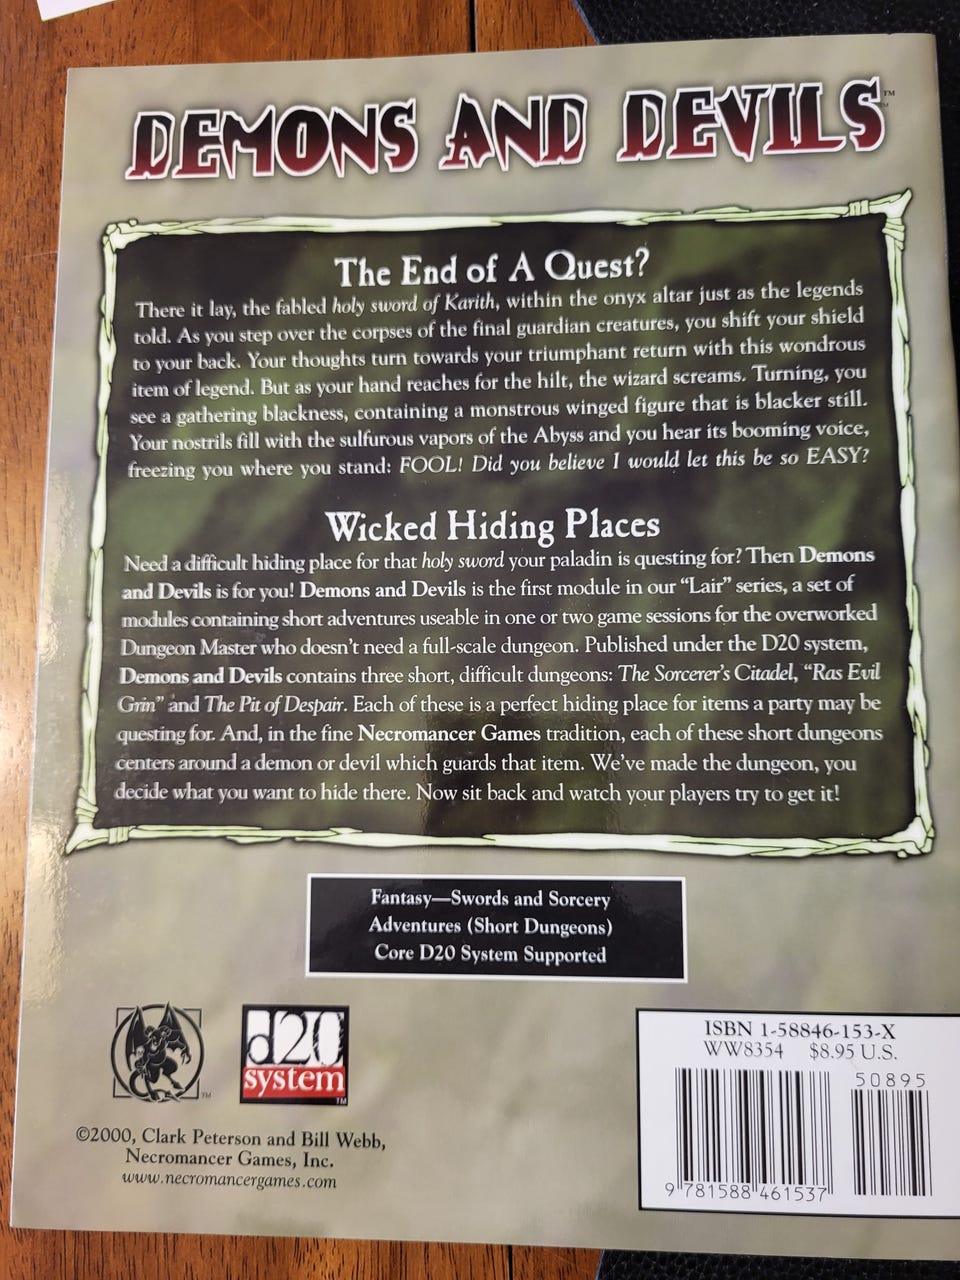 DEMONS AND DEVILS™
The End of A Quest?
There it lay, the fabled holy sword of Karith, within the onyx altar just as the legends
told. As you step over the corpses of the final guardian creatures, you shift your shield
to your back. Your thoughts turn towards your triumphant return with this wondrous
item of legend. But as your hand reaches for the hilt, the wizard screams. Turning, you
see a gathering blackness, containing a monstrous winged figure that is blacker still.
Your nostrils fill with the sulfurous vapors of the Abyss and you hear its booming voice,
freezing you where you stand: FOOL! Did you believe I would let this be so EASY?
Wicked Hiding Places
Need a difficult hiding place for that holy sword your paladin is questing for? Then Demons
and Devils is for you! Demons and Devils is the first module in our “Lair” series, a set of
modules containing short adventures useable in one or two game sessions for the overworked
Dungeon Master who doesn’t need a full-scale dungeon. Published under the D20 system,
Demons and Devils contains three short, difficult dungeons: The Sorcerer’s Citadel, “Ras Evil
Grin” and The Pit of Despair. Each of these is a perfect hiding place for items a party may be
questing for. And, in the fine Necromancer Games tradition, each of these short dungeons
centers around a demon or devil which guards that item. We’ve made the dungeon, you
decide what you want to hide there. Now sit back and watch your players try to get it!
Fantasy—Swords and Sorcery
Adventures (Short Dungeons)
Core D20 System Supported
TM
d20
system
TM
©2000, Clark Peterson and Bill Webb,
Necromancer Games, Inc.
www.necromancergames.com
ISBN 1-58846-153-X
WW8354 $8.95 U.S.
50895
9 781588 461537